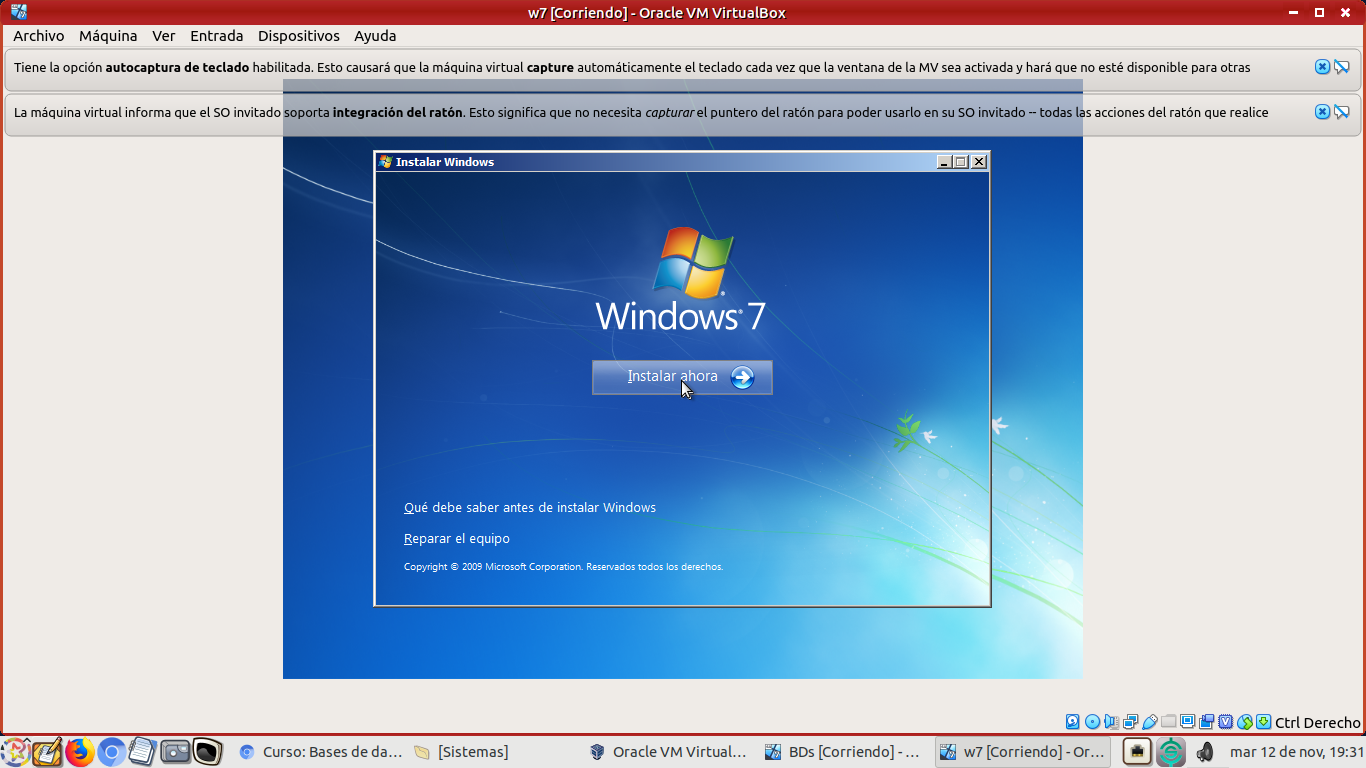 w7 [Corriendo] - Oracle VM VirtualBox
Archivo Máquina Ver Entrada Dispositivos Ayuda
Tiene la opción autocaptura de teclado habilitada. Esto causará que la máquina virtual capture automáticamente el teclado cada vez que la ventana de la MV sea activada y hará que no esté disponible para otras
La máquina virtual informa que el SO invitado soporta integración del ratón. Esto significa que no necesita capturar el puntero del ratón para poder usarlo en su SO invitado -- todas las acciones del ratón que realice
Instalar Windows
Windows® 7
Instalar ahora
Qué debe saber antes de instalar Windows
Reparar el equipo
Copyright © 2009 Microsoft Corporation. Reservados todos los derechos.
Ctrl Derecho
Curso: Bases de da... [Sistemas] Oracle VM Virtual... BDs [Corriendo] - ... w7 [Corriendo] - Or... mar 12 de nov, 19:31